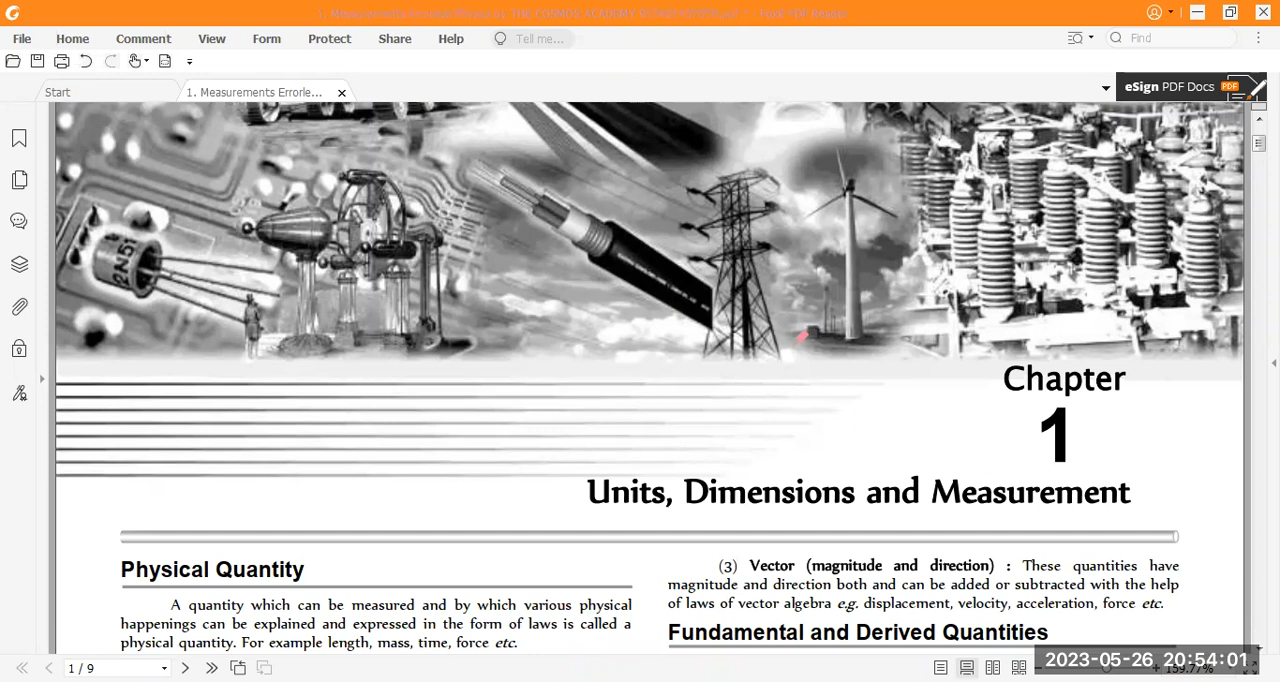 File Home Comment View Form Protect Share Help Tell me... Find
Start 1. Measurements Errorle... eSign PDF Docs PDF
2N51
Chapter
1
Units, Dimensions and Measurement
Physical Quantity
A quantity which can be measured and by which various physical
happenings can be explained and expressed in the form of laws is called a
physical quantity. For example length, mass, time, force etc.
(3) Vector (magnitude and direction) : These quantities have
magnitude and direction both and can be added or subtracted with the help
of laws of vector algebra e.g. displacement, velocity, acceleration, force etc.
Fundamental and Derived Quantities
1 / 9
2023-05-26 20:54:01
159.77%